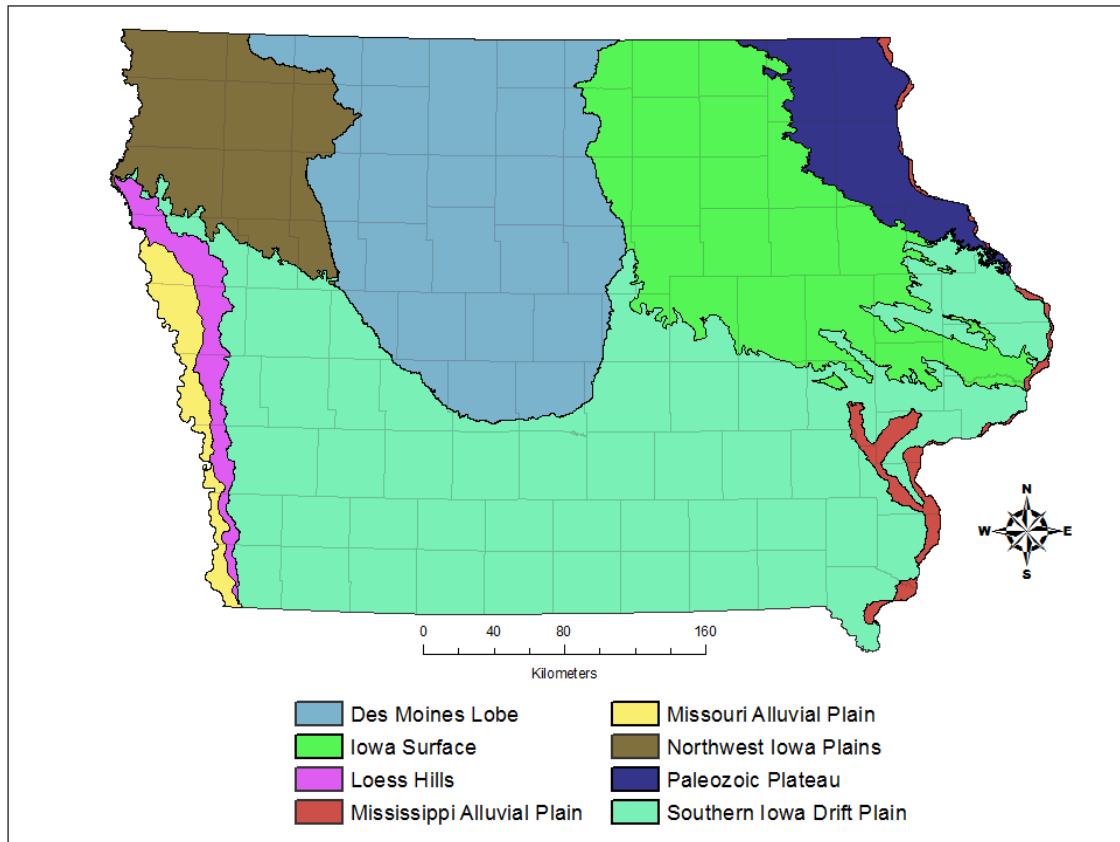 N
W E
S
0 40 80 160
Kilometers
Des Moines Lobe
Iowa Surface
Loess Hills
Mississippi Alluvial Plain
Missouri Alluvial Plain
Northwest Iowa Plains
Paleozoic Plateau
Southern Iowa Drift Plain